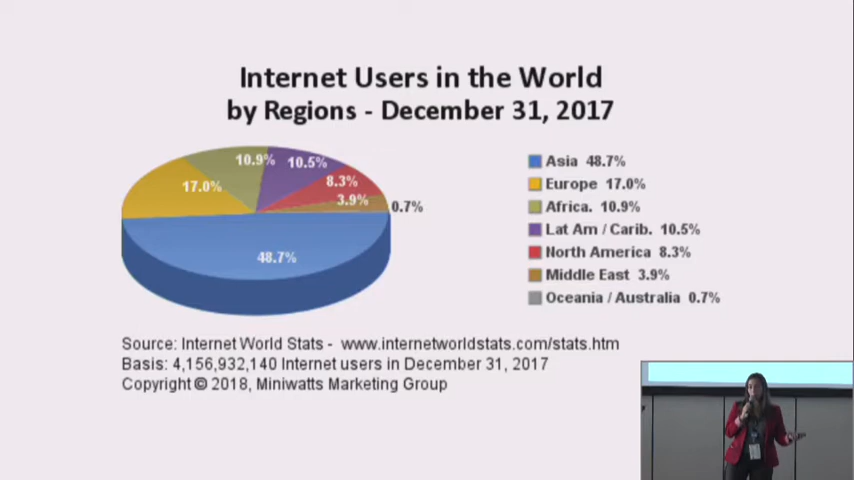 Internet Users in the World
by Regions - December 31, 2017
10.9%
10.5%
17.0%
8.3%
3.9%
0.7%
48.7%
Asia 48.7%
Europe 17.0%
Africa. 10.9%
Lat Am / Carib. 10.5%
North America 8.3%
Middle East 3.9%
Oceania / Australia 0.7%
Source: Internet World Stats - www.internetworldstats.com/stats.htm
Basis: 4,156,932,140 Internet users in December 31, 2017
Copyright © 2018, Miniwatts Marketing Group